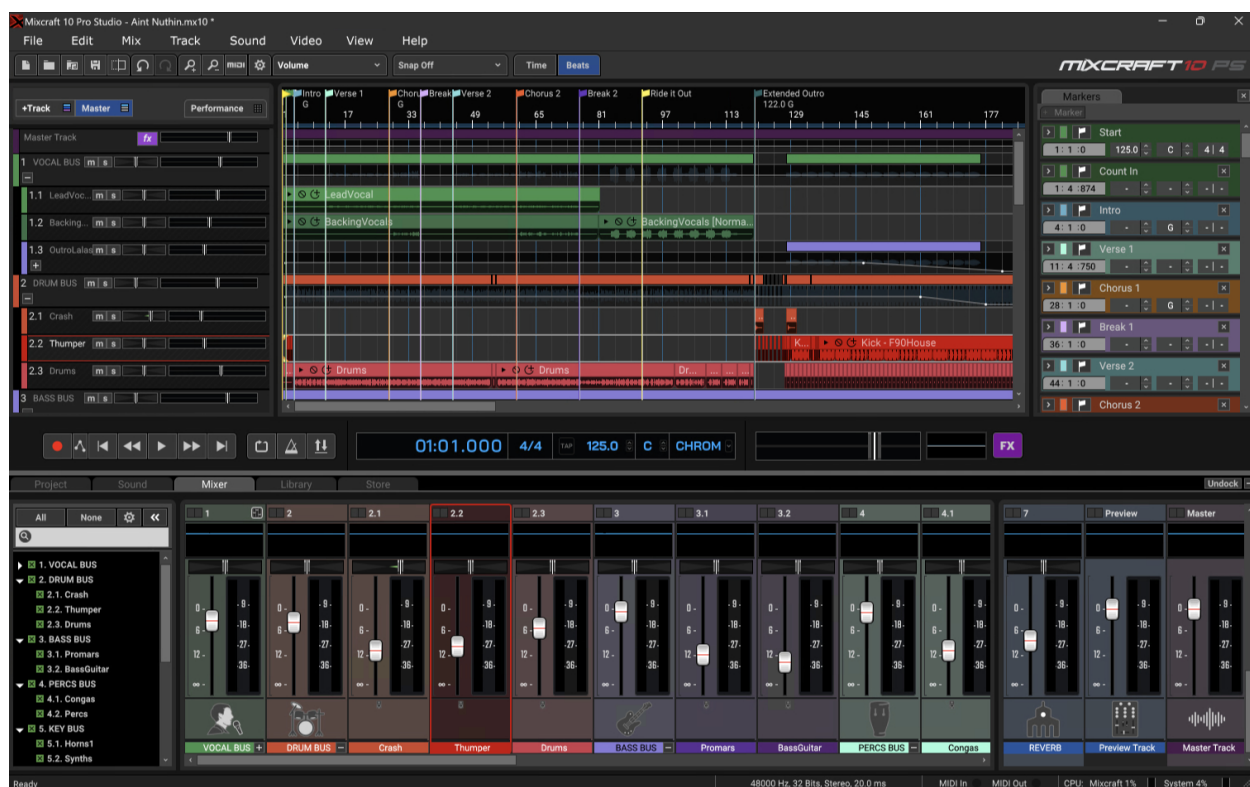 Mixcraft 10 Pro Studio - Aint Nuthin.mx10 *
File Edit Mix Track Sound Video View Help
MIDI Volume Snap Off Time Beats MIXCRAFT 10 PS
+Track Master Performance
Intro Verse 1 Break Verse 2 Chorus 2 Break 2 Ride it Out Extended Outro
G G 122.0 G
17 33 49 65 81 97 113 129 145 161 177
Master Track fx
1 VOCAL BUS m s
1.1 LeadVoc... m s LeadVocal
1.2 Backing... m s BackingVocals BackingVocals [Norma...
1.3 OutroLalas m s
2 DRUM BUS m s
2.1 Crash m s
2.2 Thumper m s K... Kick - F90House
2.3 Drums m s Drums Drums Dr... ... ...
3 BASS BUS m s
Markers
+ Marker
Start
1: 1 :0 125.0 C 4|4
Count In
1: 4 :874 - - -|-
Intro
4: 1 :0 - G -|-
Verse 1
11: 4 :750 - - -|-
Chorus 1
28: 1 :0 - G -|-
Break 1
36: 1 :0 - - -|-
Verse 2
44: 1 :0 - - -|-
Chorus 2
01:01.000 4/4 TAP 125.0 C CHROM FX
Project Sound Mixer Library Store Undock
All None
1. VOCAL BUS
2. DRUM BUS
2.1. Crash
2.2. Thumper
2.3. Drums
3. BASS BUS
3.1. Promars
3.2. BassGuitar
4. PERCS BUS
4.1. Congas
4.2. Percs
5. KEY BUS
5.1. Horns1
5.2. Synths
1 2 2.1 2.2 2.3 3 3.1 3.2 4 4.1 7 Preview Master
0 6 12 ∞ 9 18 27 36
VOCAL BUS + DRUM BUS - Crash Thumper Drums BASS BUS - Promars BassGuitar PERCS BUS - Congas REVERB Preview Track Master Track
Ready 48000 Hz, 32 Bits, Stereo, 20.0 ms MIDI In MIDI Out CPU: Mixcraft 1% System 4%